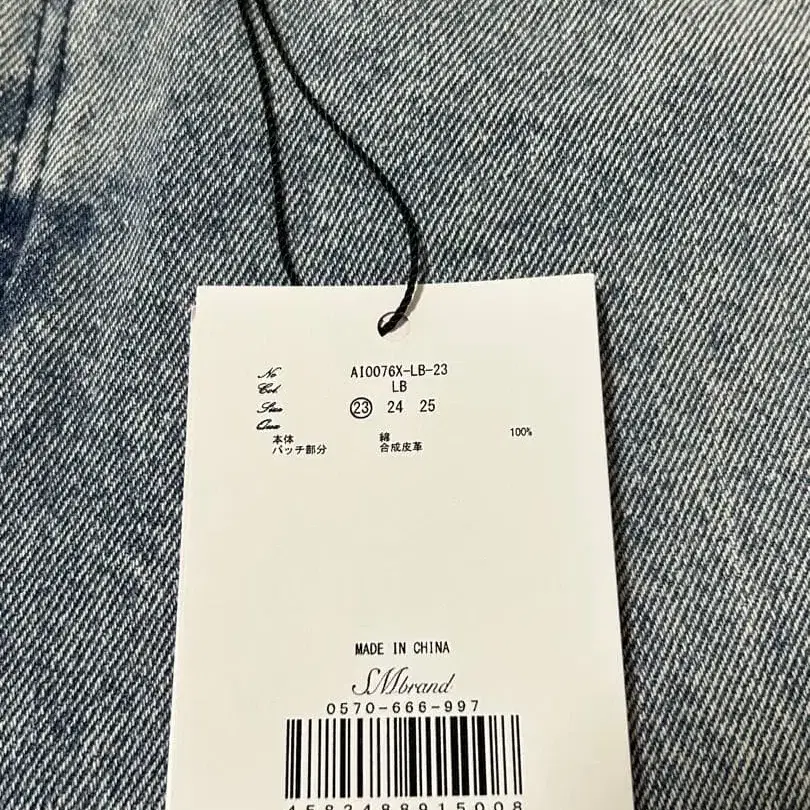 No AI0076X-LB-23
Col. LB
Size 23 24 25
Qua
本体 綿 100%
パッチ部分 合成皮革
MADE IN CHINA
SMbrand
0570-666-997
4582488915008